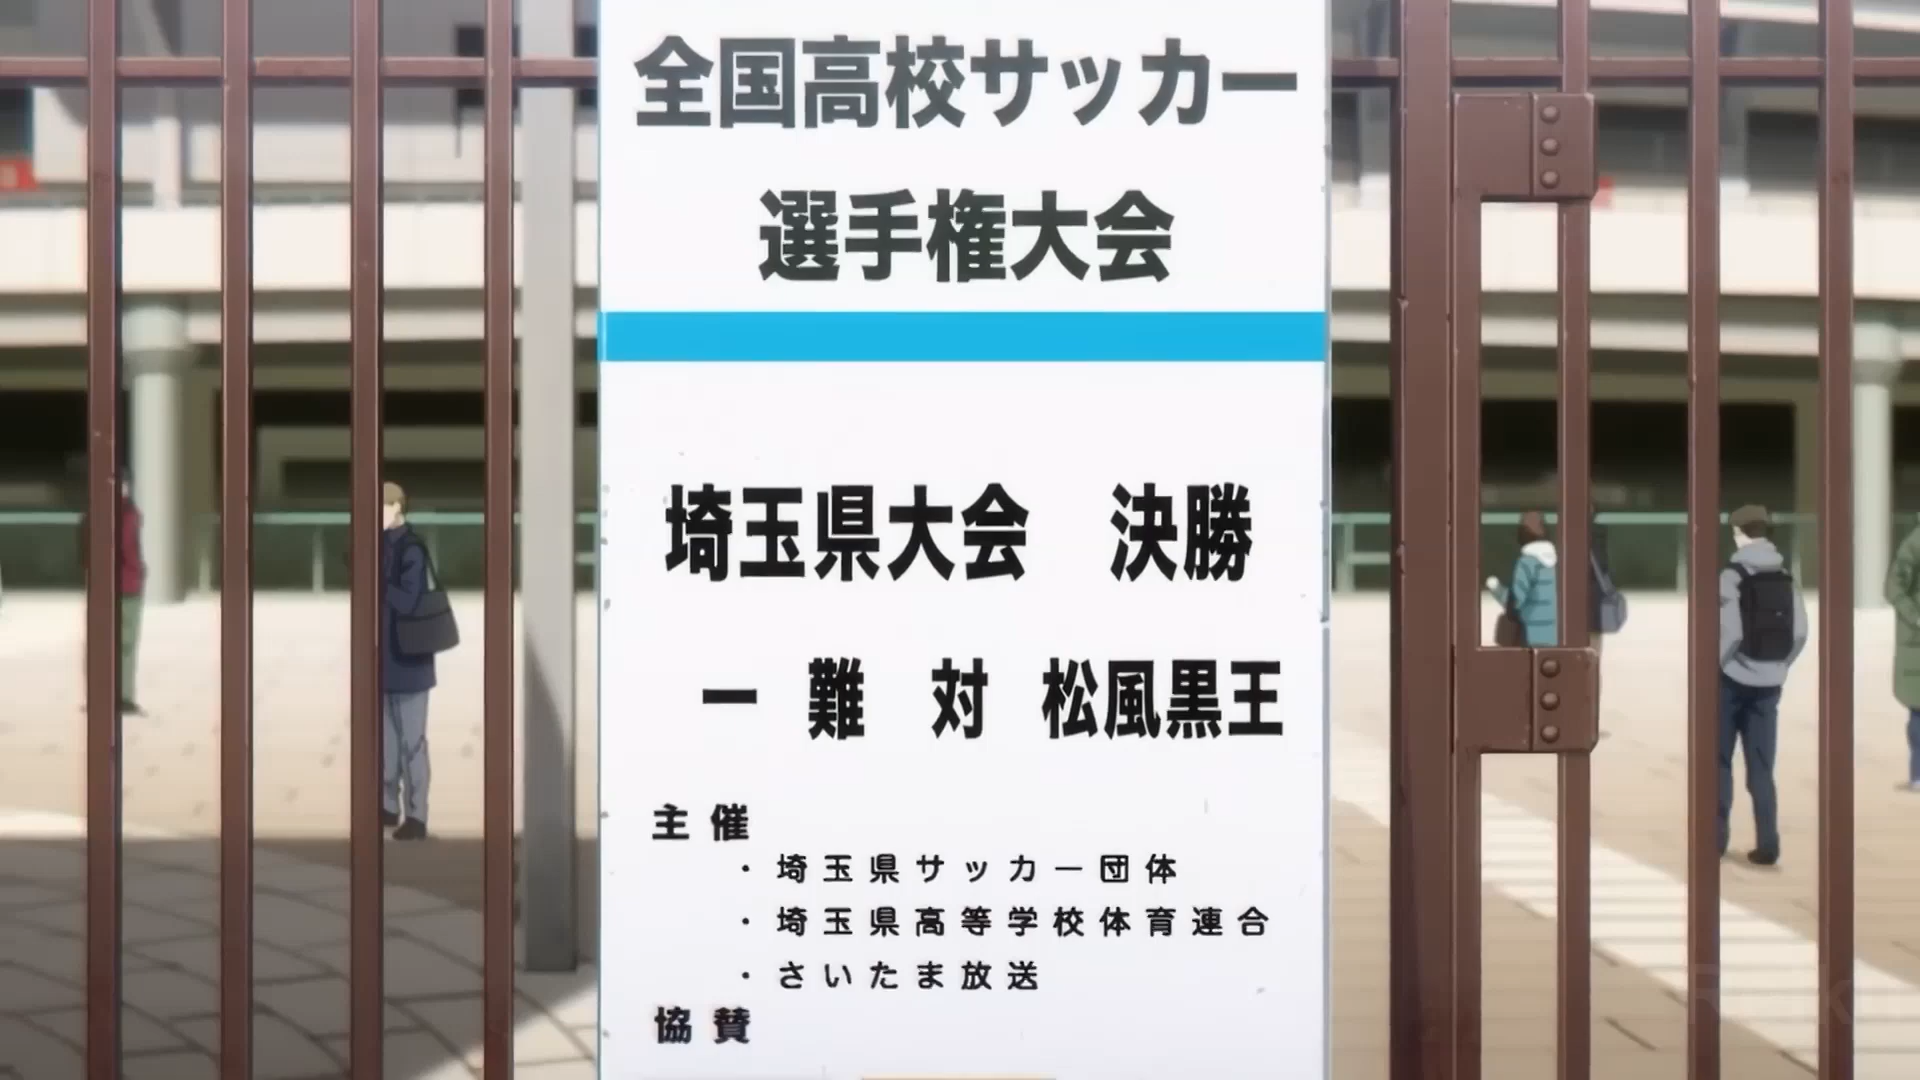 全国高校サッカー
選手権大会
埼玉県大会 決勝
一難 対 松風黒王
主催
・埼玉県サッカー団体
・埼玉県高等学校体育連合
・さいたま放送
協賛